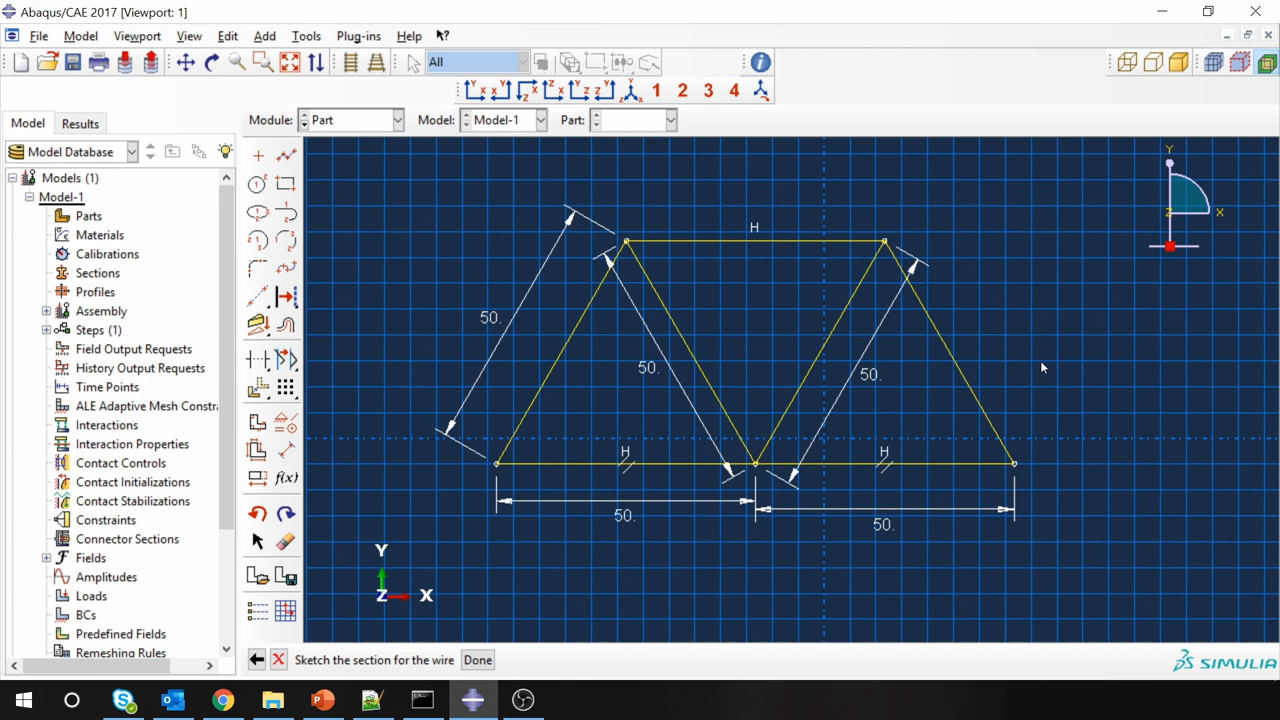 Abaqus/CAE 2017 [Viewport: 1]
File Model Viewport View Edit Add Tools Plug-ins Help
All
1 2 3 4
Model Results
Module: Part Model: Model-1 Part:
Model Database
Models (1)
Model-1
Parts
Materials
Calibrations
Sections
Profiles
Assembly
Steps (1)
Field Output Requests
History Output Requests
Time Points
ALE Adaptive Mesh Constra
Interactions
Interaction Properties
Contact Controls
Contact Initializations
Contact Stabilizations
Constraints
Connector Sections
Fields
Amplitudes
Loads
BCs
Predefined Fields
Remeshing Rules
f(x)
Y
Z X
H
50.
50.
50.
H
H
50.
50.
Y
Z X
Sketch the section for the wire Done
SIMULIA